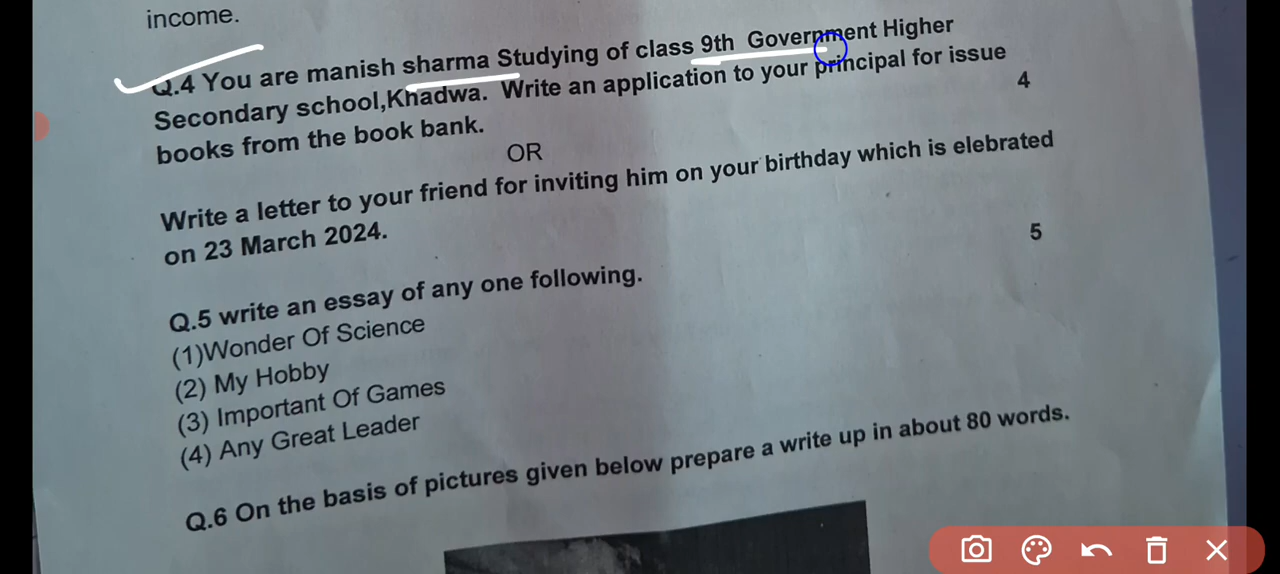 income.
Q.4 You are manish sharma Studying of class 9th Government Higher
Secondary school,Khadwa. Write an application to your principal for issue
books from the book bank.
4
OR
Write a letter to your friend for inviting him on your birthday which is elebrated
on 23 March 2024.
5
Q.5 write an essay of any one following.
(1)Wonder Of Science
(2) My Hobby
(3) Important Of Games
(4) Any Great Leader
Q.6 On the basis of pictures given below prepare a write up in about 80 words.